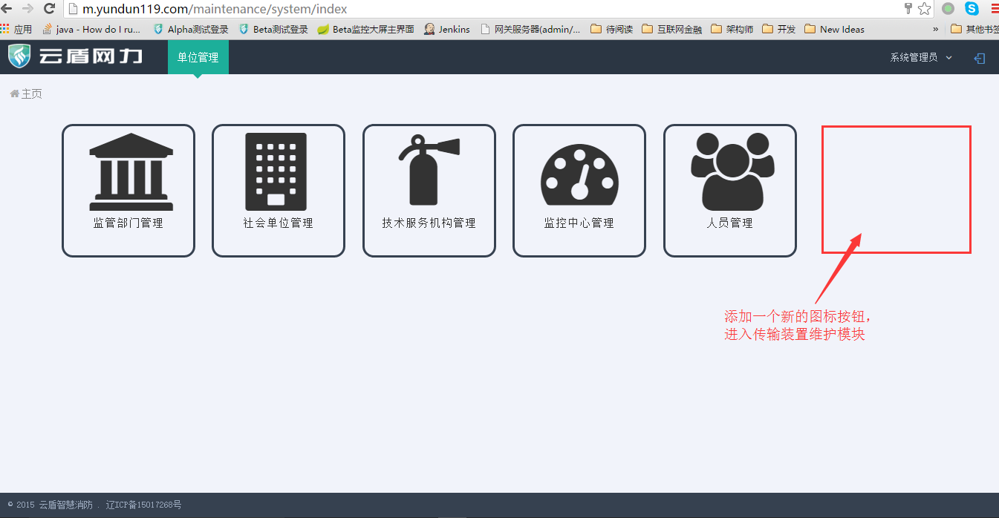 m.yundun119.com/maintenance/system/index
应用 java - How do I ru... Alpha测试登录 Beta测试登录 Beta监控大屏主界面 Jenkins 网关服务器(admin/... 待阅读 互联网金融 架构师 开发 New Ideas » 其他书签
云盾网力 单位管理 系统管理员
主页
监管部门管理 社会单位管理 技术服务机构管理 监控中心管理 人员管理
添加一个新的图标按钮，
进入传输装置维护模块
© 2015 云盾智慧消防 . 辽ICP备15017268号